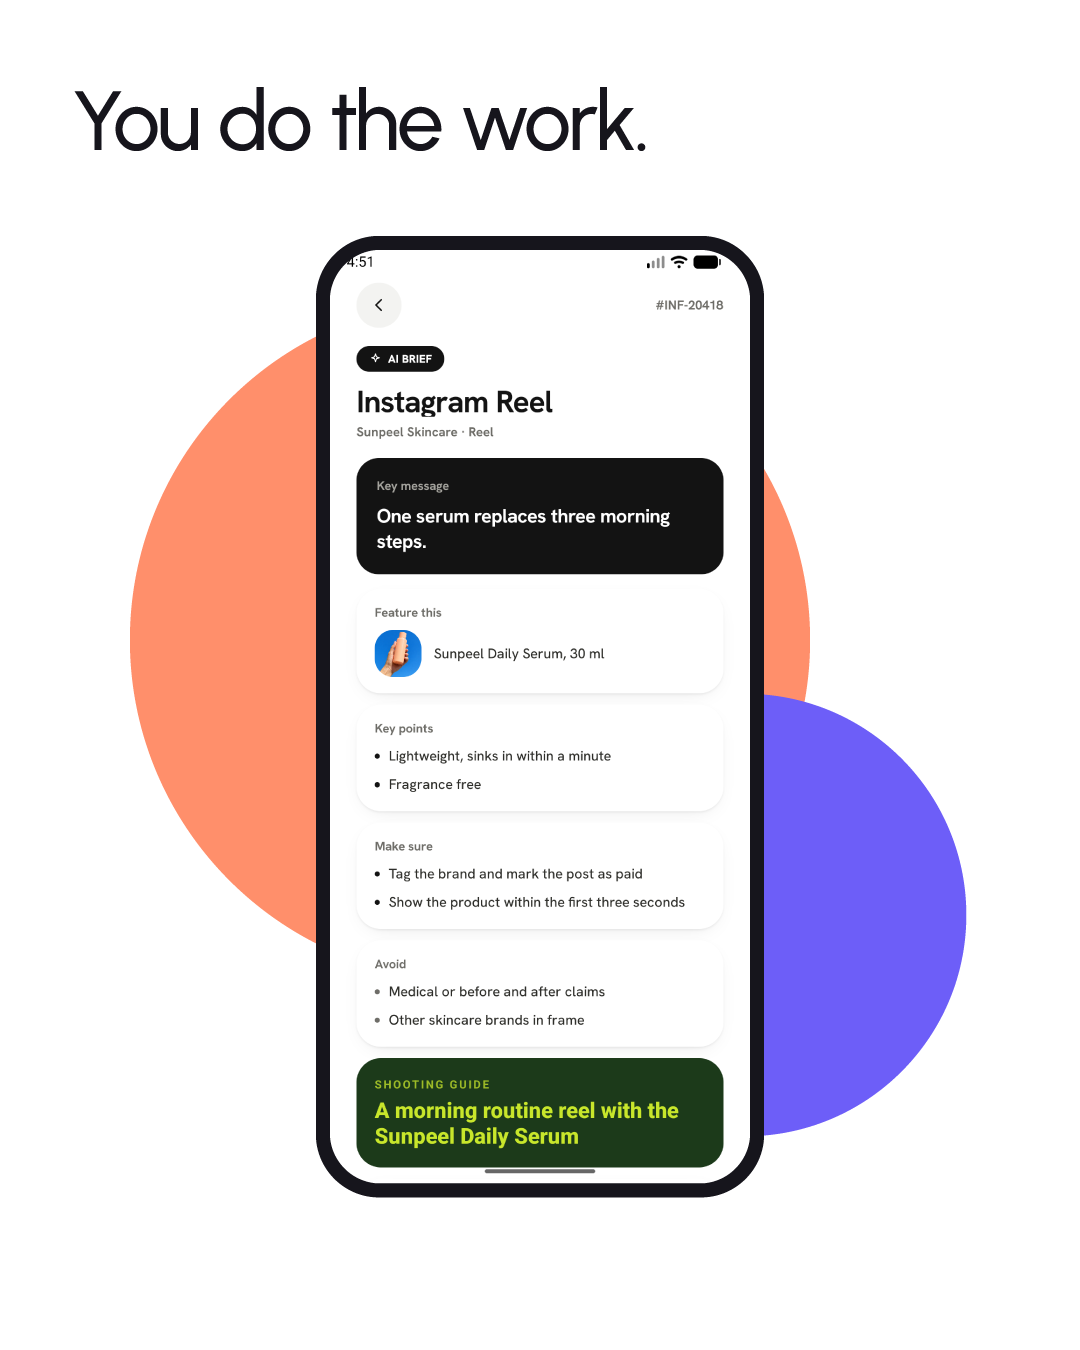 You do the work.
4:51
#INF-20418
AI BRIEF
Instagram Reel
Sunpeel Skincare · Reel
Key message
One serum replaces three morning
steps.
Feature this
Sunpeel Daily Serum, 30 ml
Key points
• Lightweight, sinks in within a minute
• Fragrance free
Make sure
• Tag the brand and mark the post as paid
• Show the product within the first three seconds
Avoid
• Medical or before and after claims
• Other skincare brands in frame
SHOOTING GUIDE
A morning routine reel with the
Sunpeel Daily Serum